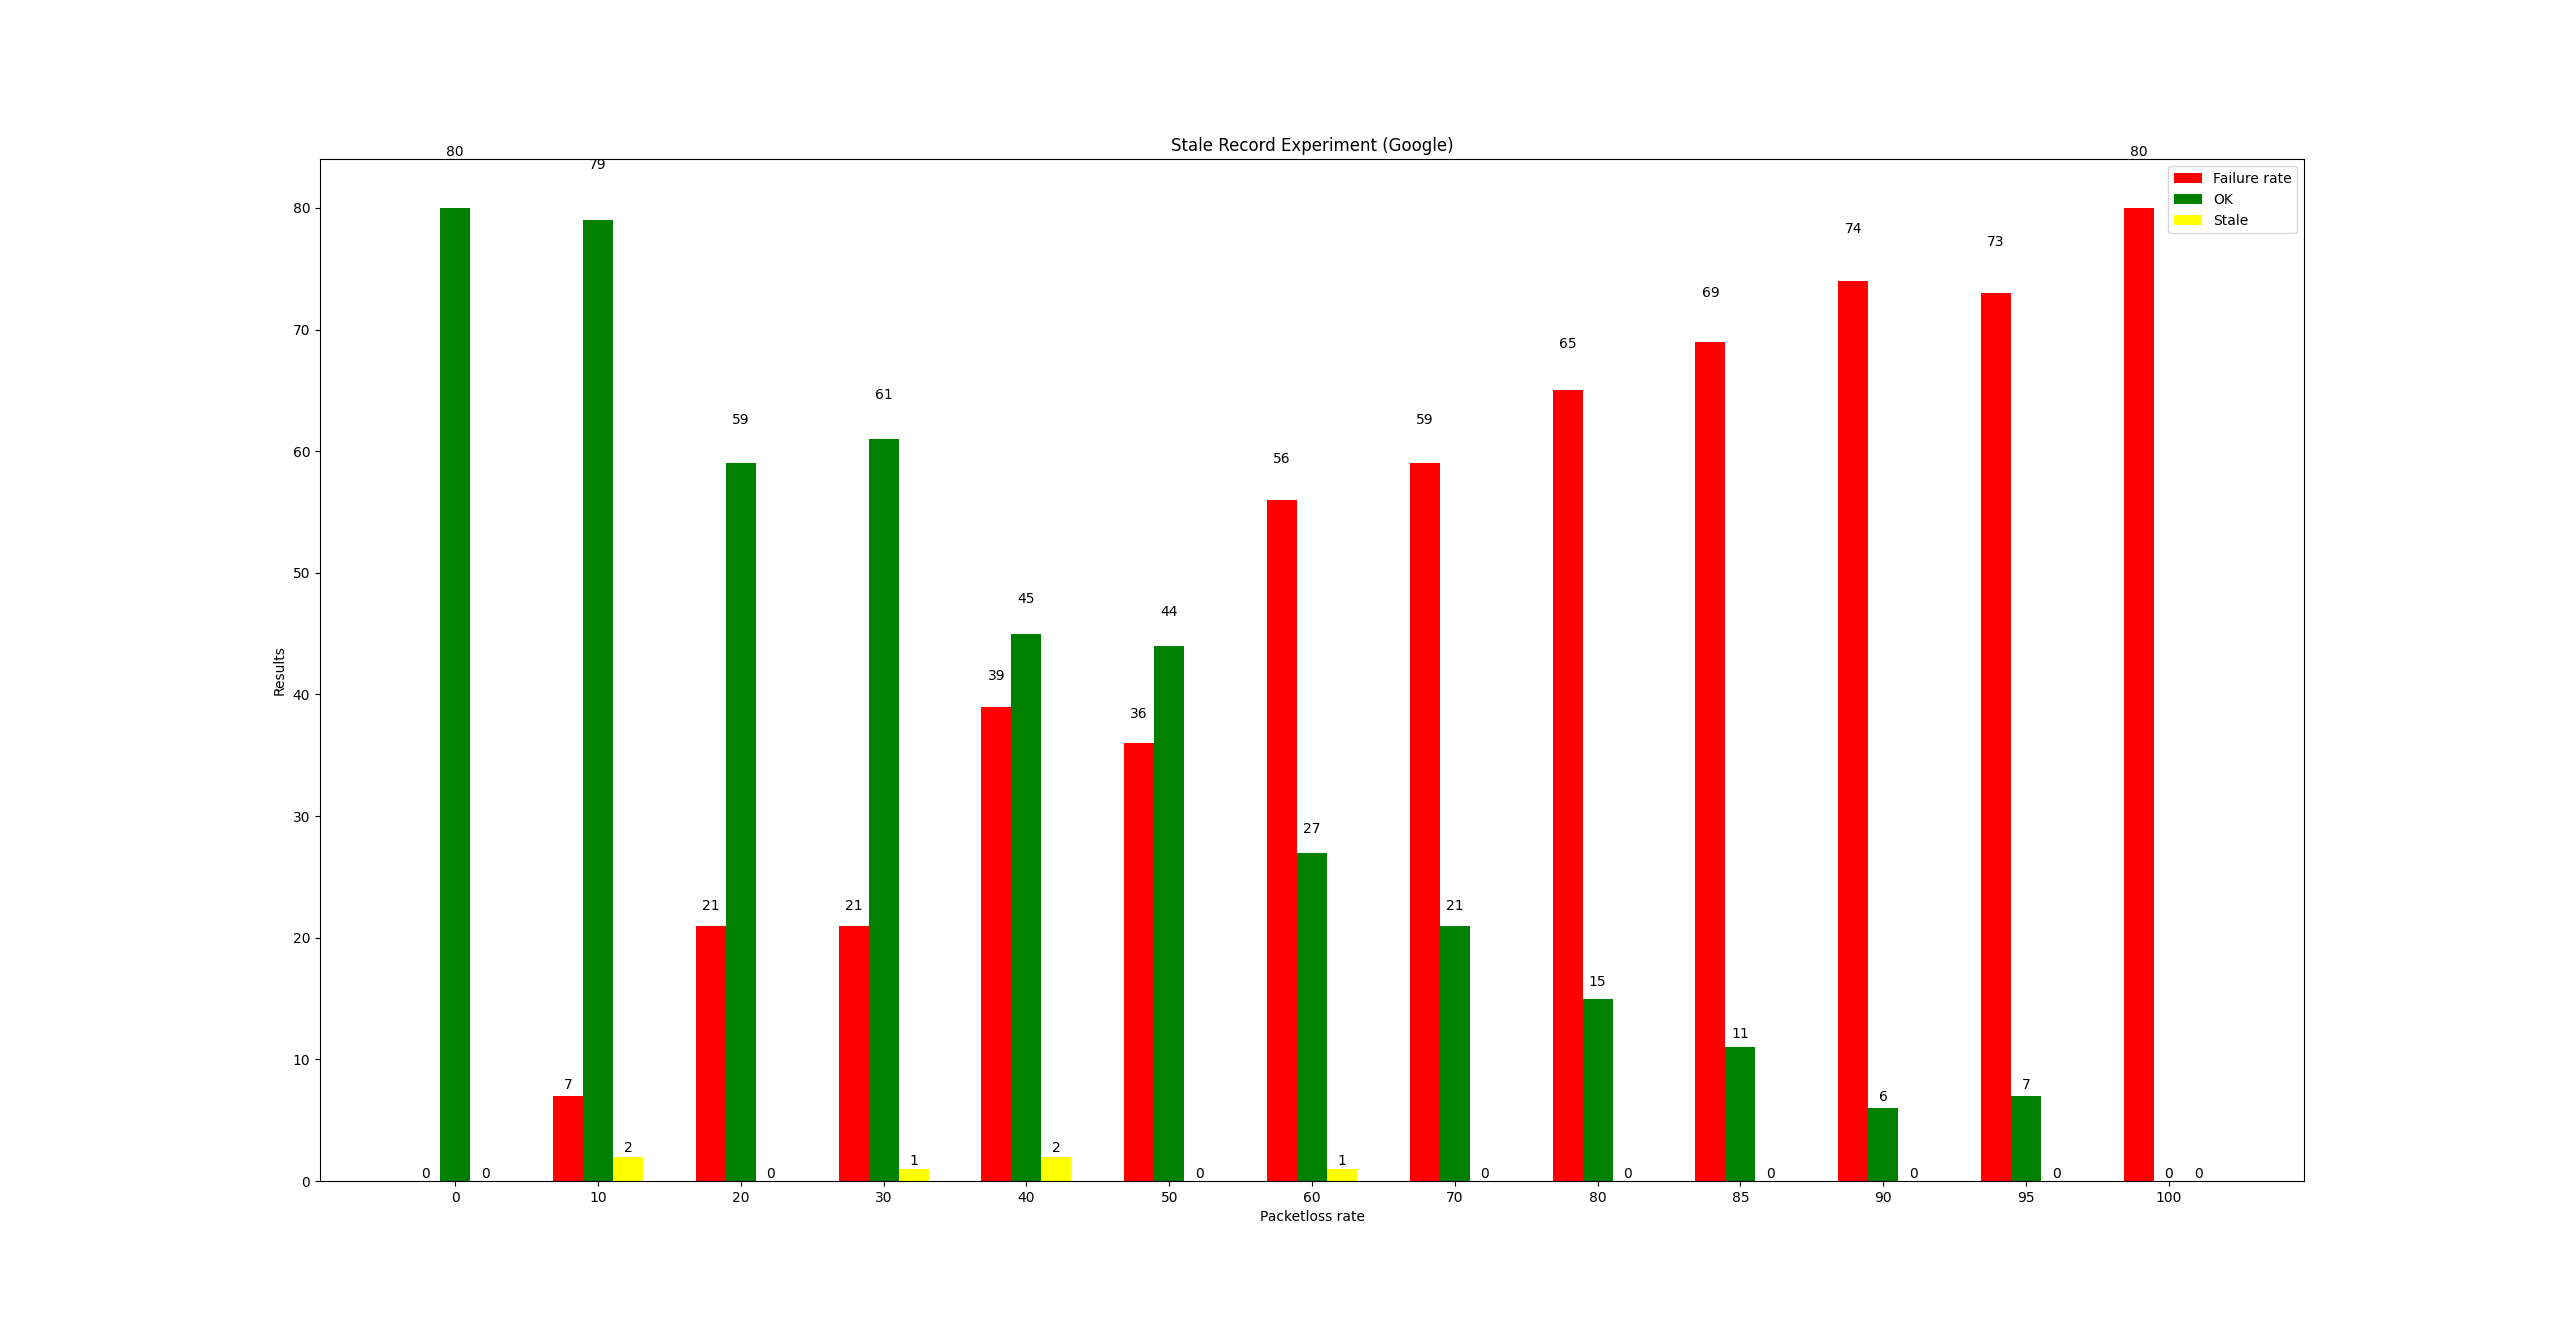 Stale Record Experiment (Google)
Failure rate
OK
Stale
Results
80
70
60
50
40
30
20
10
0
0 80 0
7 79 2
21 59 0
21 61 1
39 45 2
36 44 0
56 27 1
59 21 0
65 15 0
69 11 0
74 6 0
73 7 0
80 0 0
0 10 20 30 40 50 60 70 80 85 90 95 100
Packetloss rate